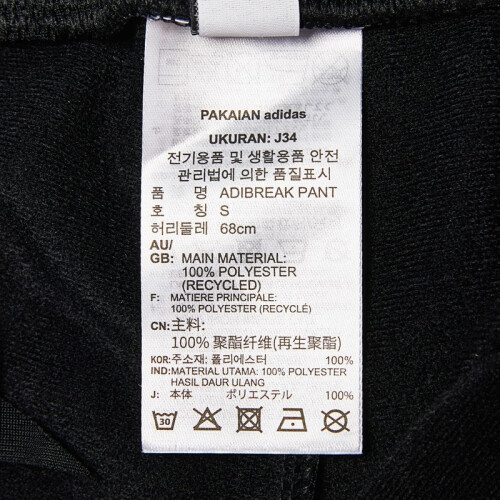 PAKAIAN adidas
UKURAN: J34
전기용품 및 생활용품 안전
관리법에 의한 품질표시
품 명 ADIBREAK PANT
호 칭 S
허리둘레 68cm
AU/
GB: MAIN MATERIAL:
100% POLYESTER
(RECYCLED)
F: MATIERE PRINCIPALE:
100% POLYESTER (RECYCLÉ)
CN: 主料:
100% 聚酯纤维(再生聚酯)
KOR: 주소재: 폴리에스터 100%
IND: MATERIAL UTAMA: 100% POLYESTER
HASIL DAUR ULANG
J: 本体 ポリエステル 100%
30